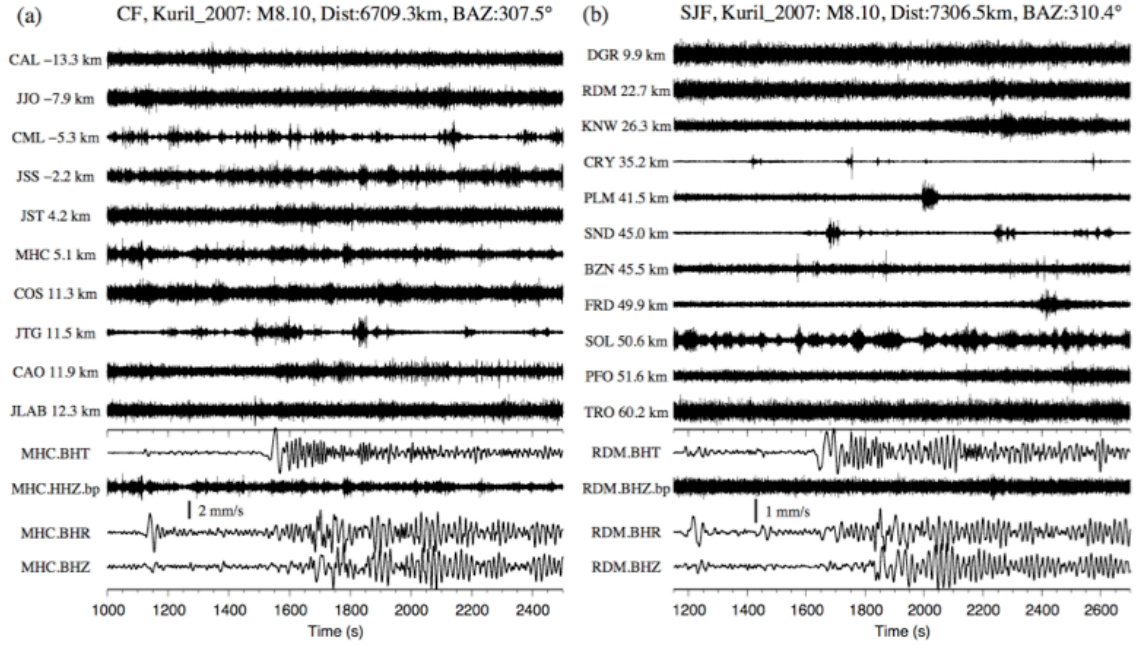 (a) CF, Kuril_2007: M8.10, Dist:6709.3km, BAZ:307.5°
CAL −13.3 km
JJO −7.9 km
CML −5.3 km
JSS −2.2 km
JST 4.2 km
MHC 5.1 km
COS 11.3 km
JTG 11.5 km
CAO 11.9 km
JLAB 12.3 km
MHC.BHT
MHC.HHZ.bp
2 mm/s
MHC.BHR
MHC.BHZ
1000 1200 1400 1600 1800 2000 2200 2400
Time (s)
(b) SJF, Kuril_2007: M8.10, Dist:7306.5km, BAZ:310.4°
DGR 9.9 km
RDM 22.7 km
KNW 26.3 km
CRY 35.2 km
PLM 41.5 km
SND 45.0 km
BZN 45.5 km
FRD 49.9 km
SOL 50.6 km
PFO 51.6 km
TRO 60.2 km
RDM.BHT
RDM.BHZ.bp
1 mm/s
RDM.BHR
RDM.BHZ
1200 1400 1600 1800 2000 2200 2400 2600
Time (s)